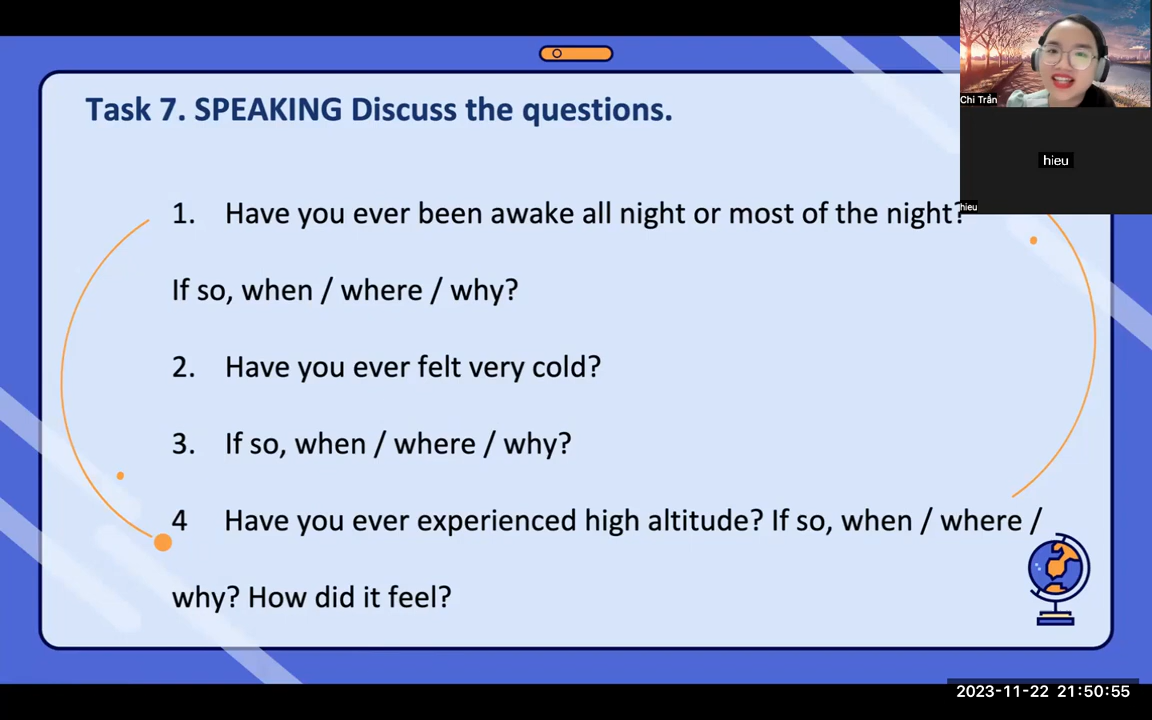 Task 7. SPEAKING Discuss the questions.
Chi Trần
hieu
hieu
1. Have you ever been awake all night or most of the night?
If so, when / where / why?
2. Have you ever felt very cold?
3. If so, when / where / why?
4 Have you ever experienced high altitude? If so, when / where /
why? How did it feel?
2023-11-22 21:50:55